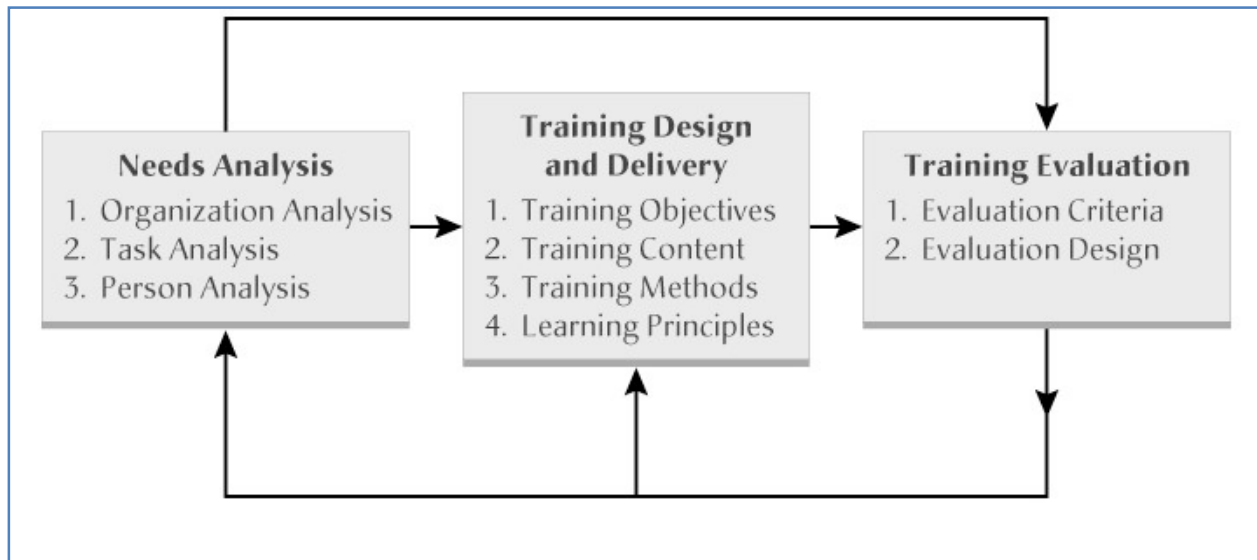 Needs Analysis
1. Organization Analysis
2. Task Analysis
3. Person Analysis
Training Design
and Delivery
1. Training Objectives
2. Training Content
3. Training Methods
4. Learning Principles
Training Evaluation
1. Evaluation Criteria
2. Evaluation Design